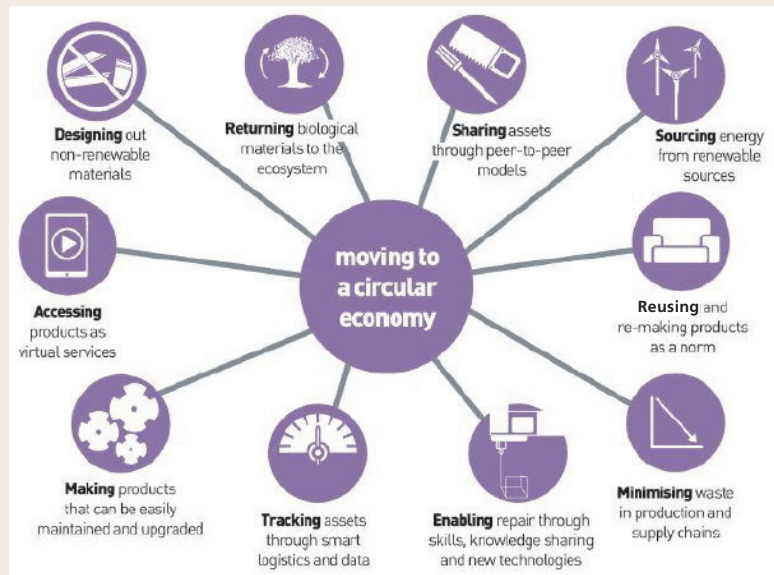 Designing out
non-renewable
materials
Returning biological
materials to the
ecosystem
Sharing assets
through peer-to-peer
models
Sourcing energy
from renewable
sources
moving to
a circular
economy
Accessing
products as
virtual services
Reusing and
re-making products
as a norm
Making products
that can be easily
maintained and upgraded
Tracking assets
through smart
logistics and data
Enabling repair through
skills, knowledge sharing
and new technologies
Minimising waste
in production and
supply chains